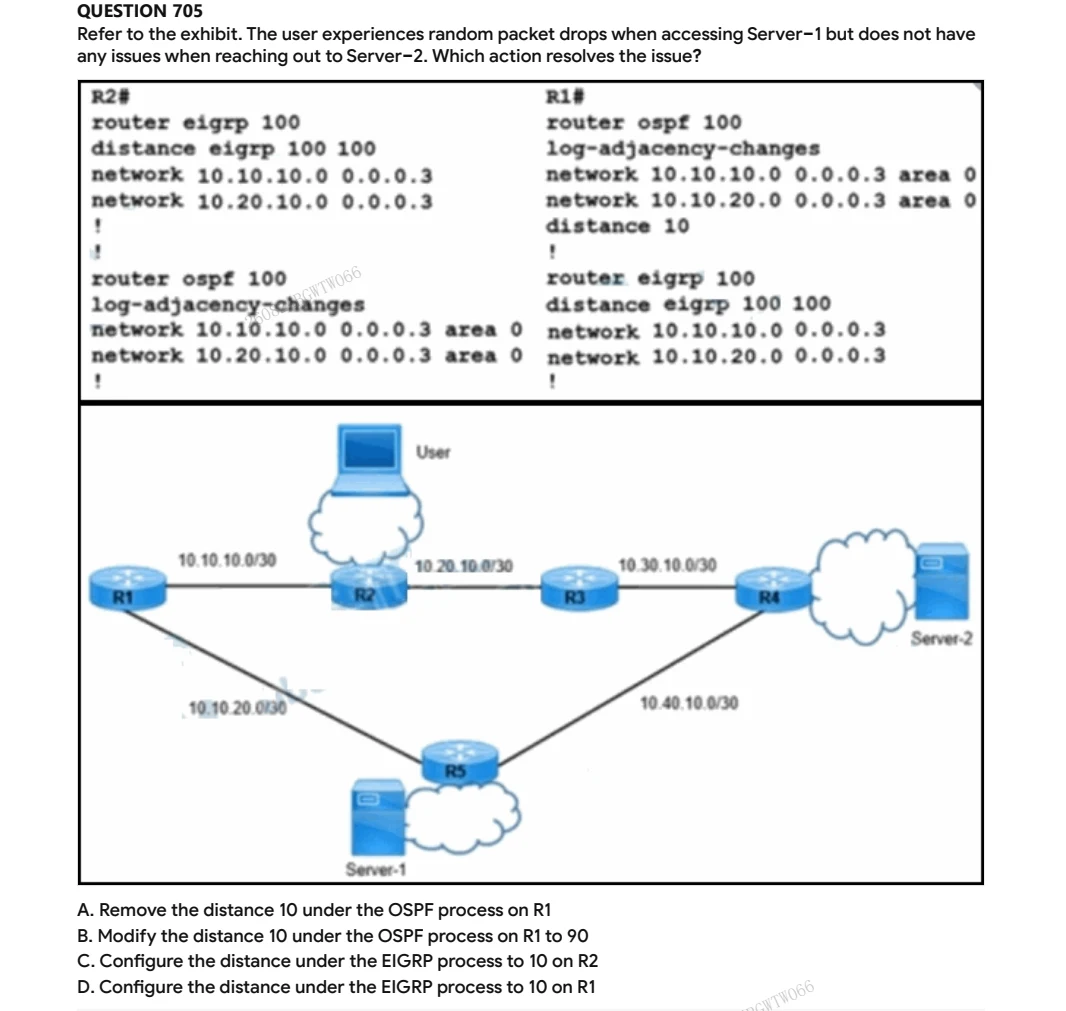 QUESTION 705
Refer to the exhibit. The user experiences random packet drops when accessing Server-1 but does not have
any issues when reaching out to Server-2. Which action resolves the issue?
R2#
router eigrp 100
distance eigrp 100 100
network 10.10.10.0 0.0.0.3
network 10.20.10.0 0.0.0.3
!
!
router ospf 100
log-adjacency-changes
network 10.10.10.0 0.0.0.3 area 0
network 10.20.10.0 0.0.0.3 area 0
!
R1#
router ospf 100
log-adjacency-changes
network 10.10.10.0 0.0.0.3 area 0
network 10.10.20.0 0.0.0.3 area 0
distance 10
!
router eigrp 100
distance eigrp 100 100
network 10.10.10.0 0.0.0.3
network 10.10.20.0 0.0.0.3
!
User
10.10.10.0/30
10.20.10.0/30
10.30.10.0/30
R1
R2
R3
R4
Server-2
10.10.20.0/30
10.40.10.0/30
R5
Server-1
A. Remove the distance 10 under the OSPF process on R1
B. Modify the distance 10 under the OSPF process on R1 to 90
C. Configure the distance under the EIGRP process to 10 on R2
D. Configure the distance under the EIGRP process to 10 on R1